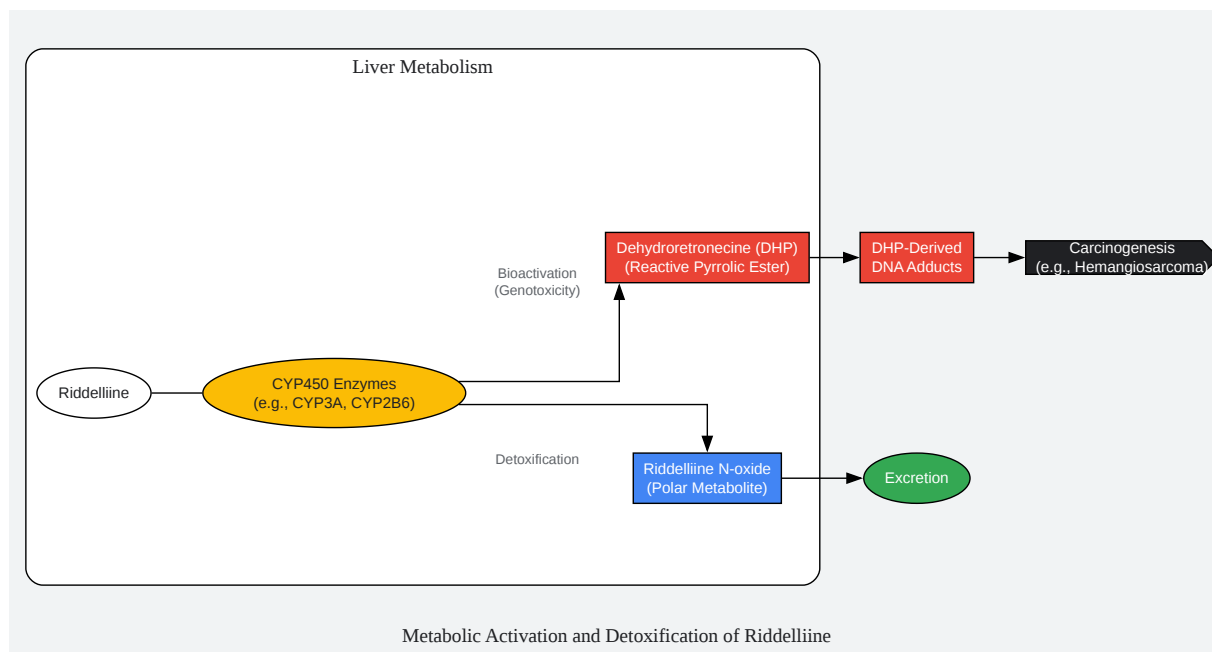 Liver Metabolism
Dehydroretronecine (DHP)
(Reactive Pyrrolic Ester)
DHP-Derived
DNA Adducts
Carcinogenesis
(e.g., Hemangiosarcoma)
Bioactivation
(Genotoxicity)
Riddelliine
CYP450 Enzymes
(e.g., CYP3A, CYP2B6)
Detoxification
Riddelliine N-oxide
(Polar Metabolite)
Excretion
Metabolic Activation and Detoxification of Riddelliine